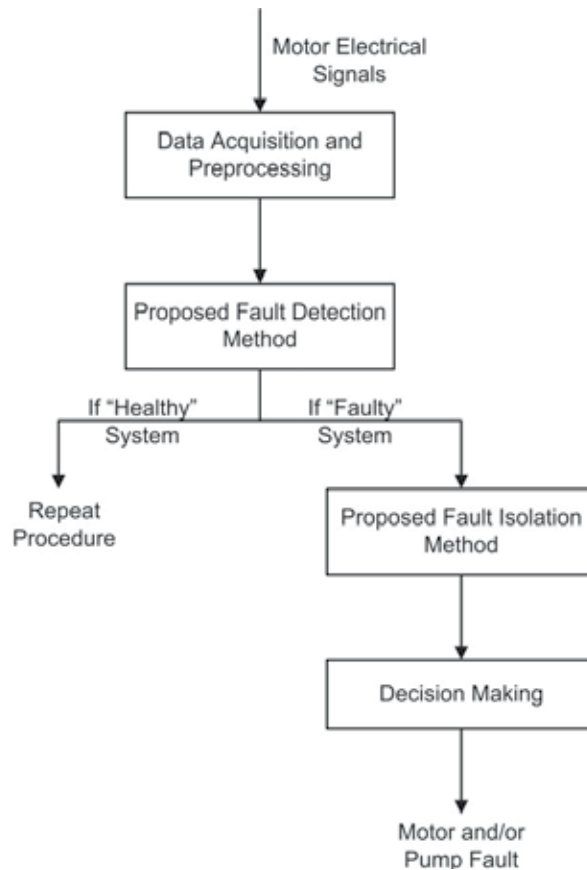 Motor Electrical
Signals
Data Acquisition and
Preprocessing
Proposed Fault Detection
Method
If “Healthy”
System
If “Faulty”
System
Repeat
Procedure
Proposed Fault Isolation
Method
Decision Making
Motor and/or
Pump Fault